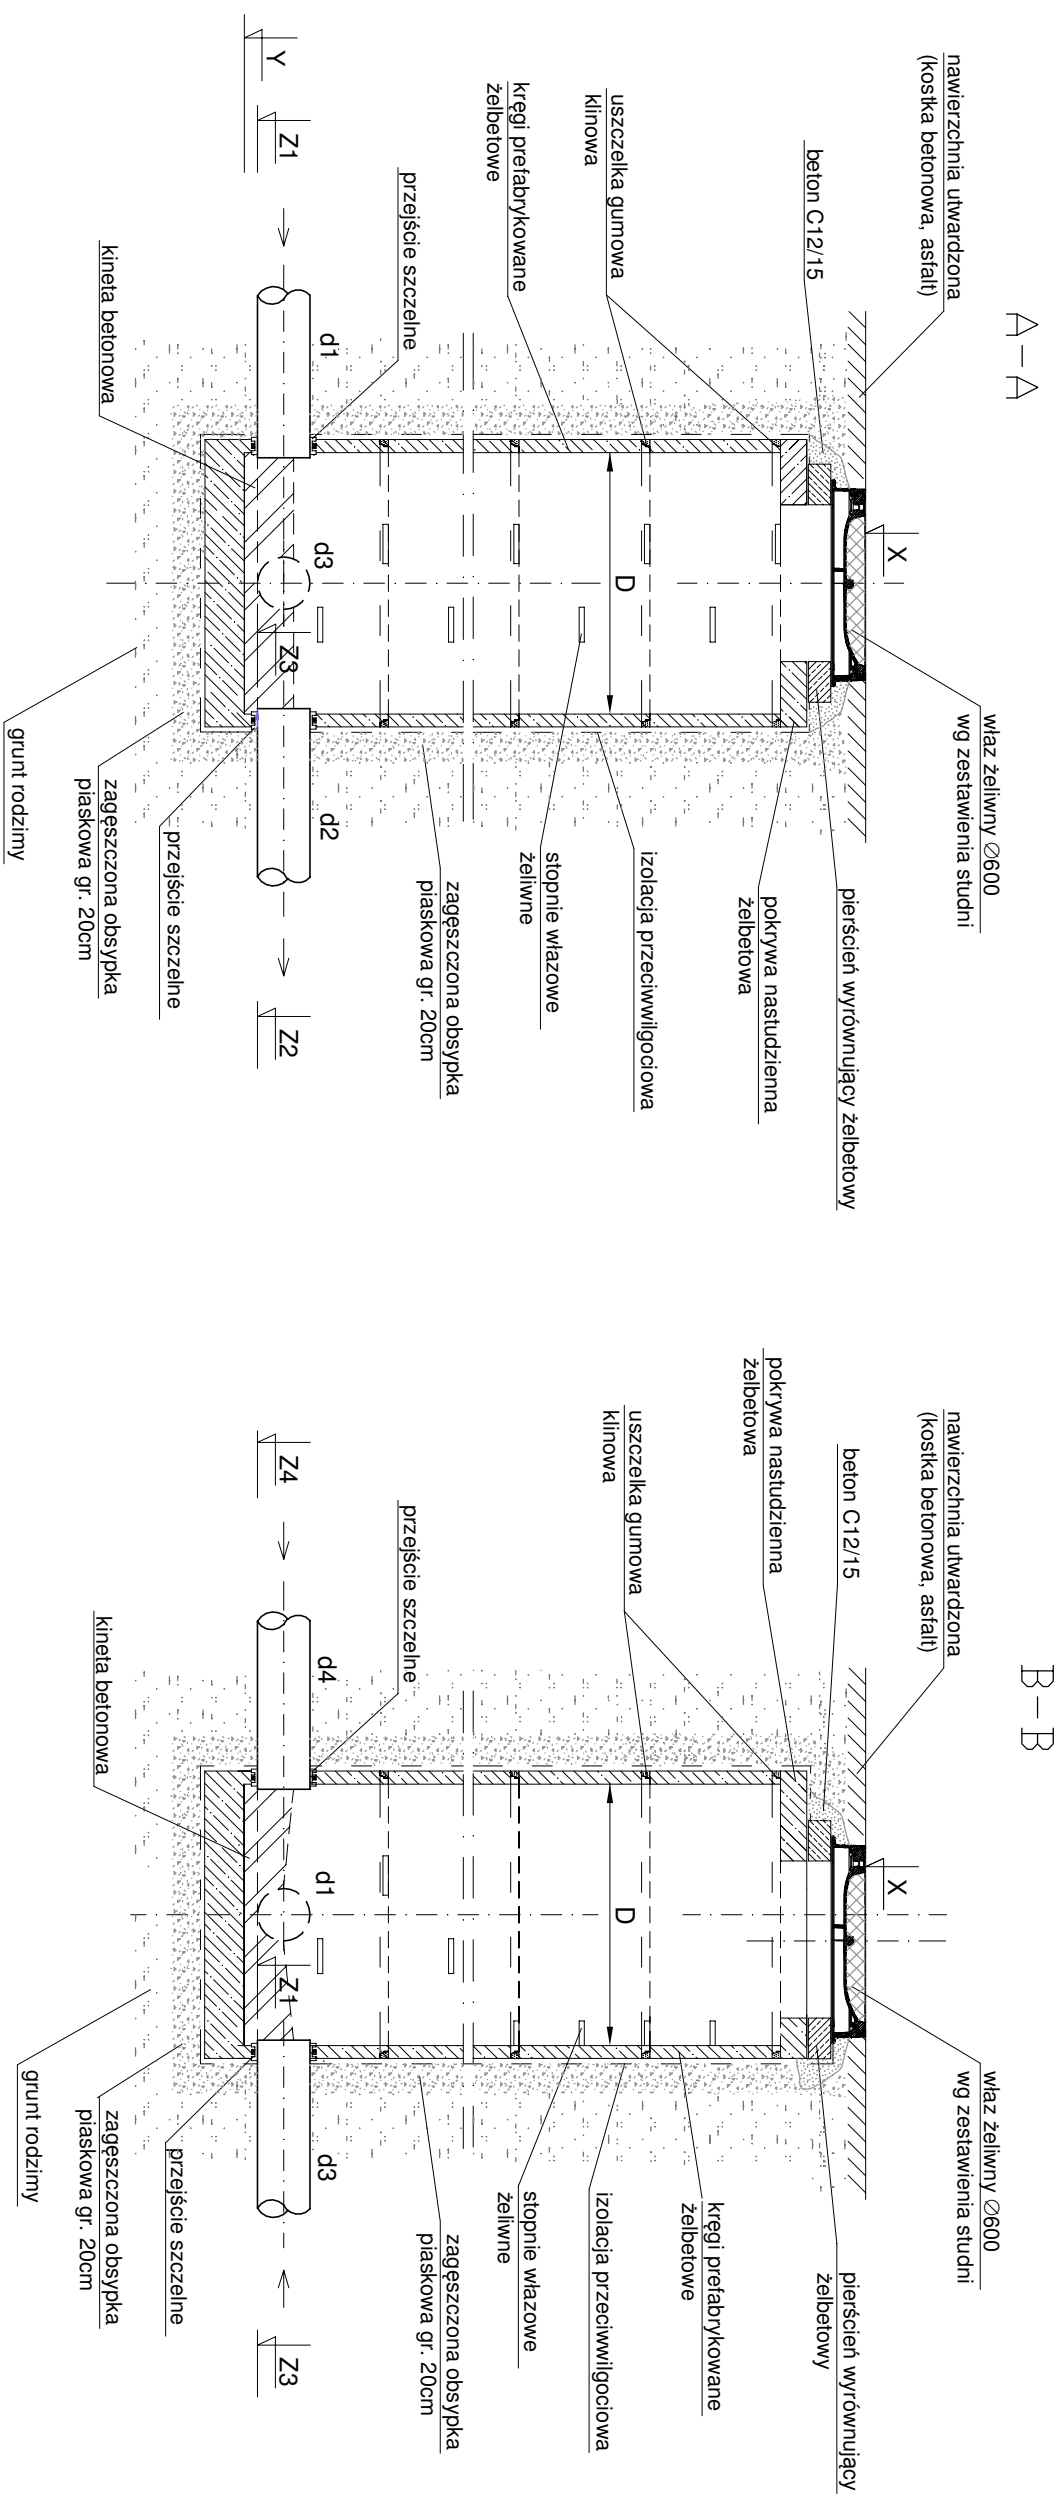 A-A
nawierzchnia utwardzona
(kostka betonowa, asfalt)
beton C12/15
uszczelka gumowa
klinowa
kręgi prefabrykowane
żelbetowe
przejście szczelne
kineta betonowa
Y
Z1
d1
d3
Z3
d2
Z2
D
X
właz żeliwny Ø600
wg zestawienia studni
pierścień wyrównujący żelbetowy
pokrywa nastudzienna
żelbetowa
izolacja przeciwwilgociowa
stopnie włazowe
żeliwne
zagęszczona obsypka
piaskowa gr. 20cm
przejście szczelne
zagęszczona obsypka
piaskowa gr. 20cm
grunt rodzimy
B-B
nawierzchnia utwardzona
(kostka betonowa, asfalt)
beton C12/15
pokrywa nastudzienna
żelbetowa
uszczelka gumowa
klinowa
przejście szczelne
kineta betonowa
Z4
d4
d1
Z1
d3
Z3
D
X
właz żeliwny Ø600
wg zestawienia studni
pierścień wyrównujący
żelbetowy
kręgi prefabrykowane
żelbetowe
izolacja przeciwwilgociowa
stopnie włazowe
żeliwne
zagęszczona obsypka
piaskowa gr. 20cm
przejście szczelne
zagęszczona obsypka
piaskowa gr. 20cm
grunt rodzimy